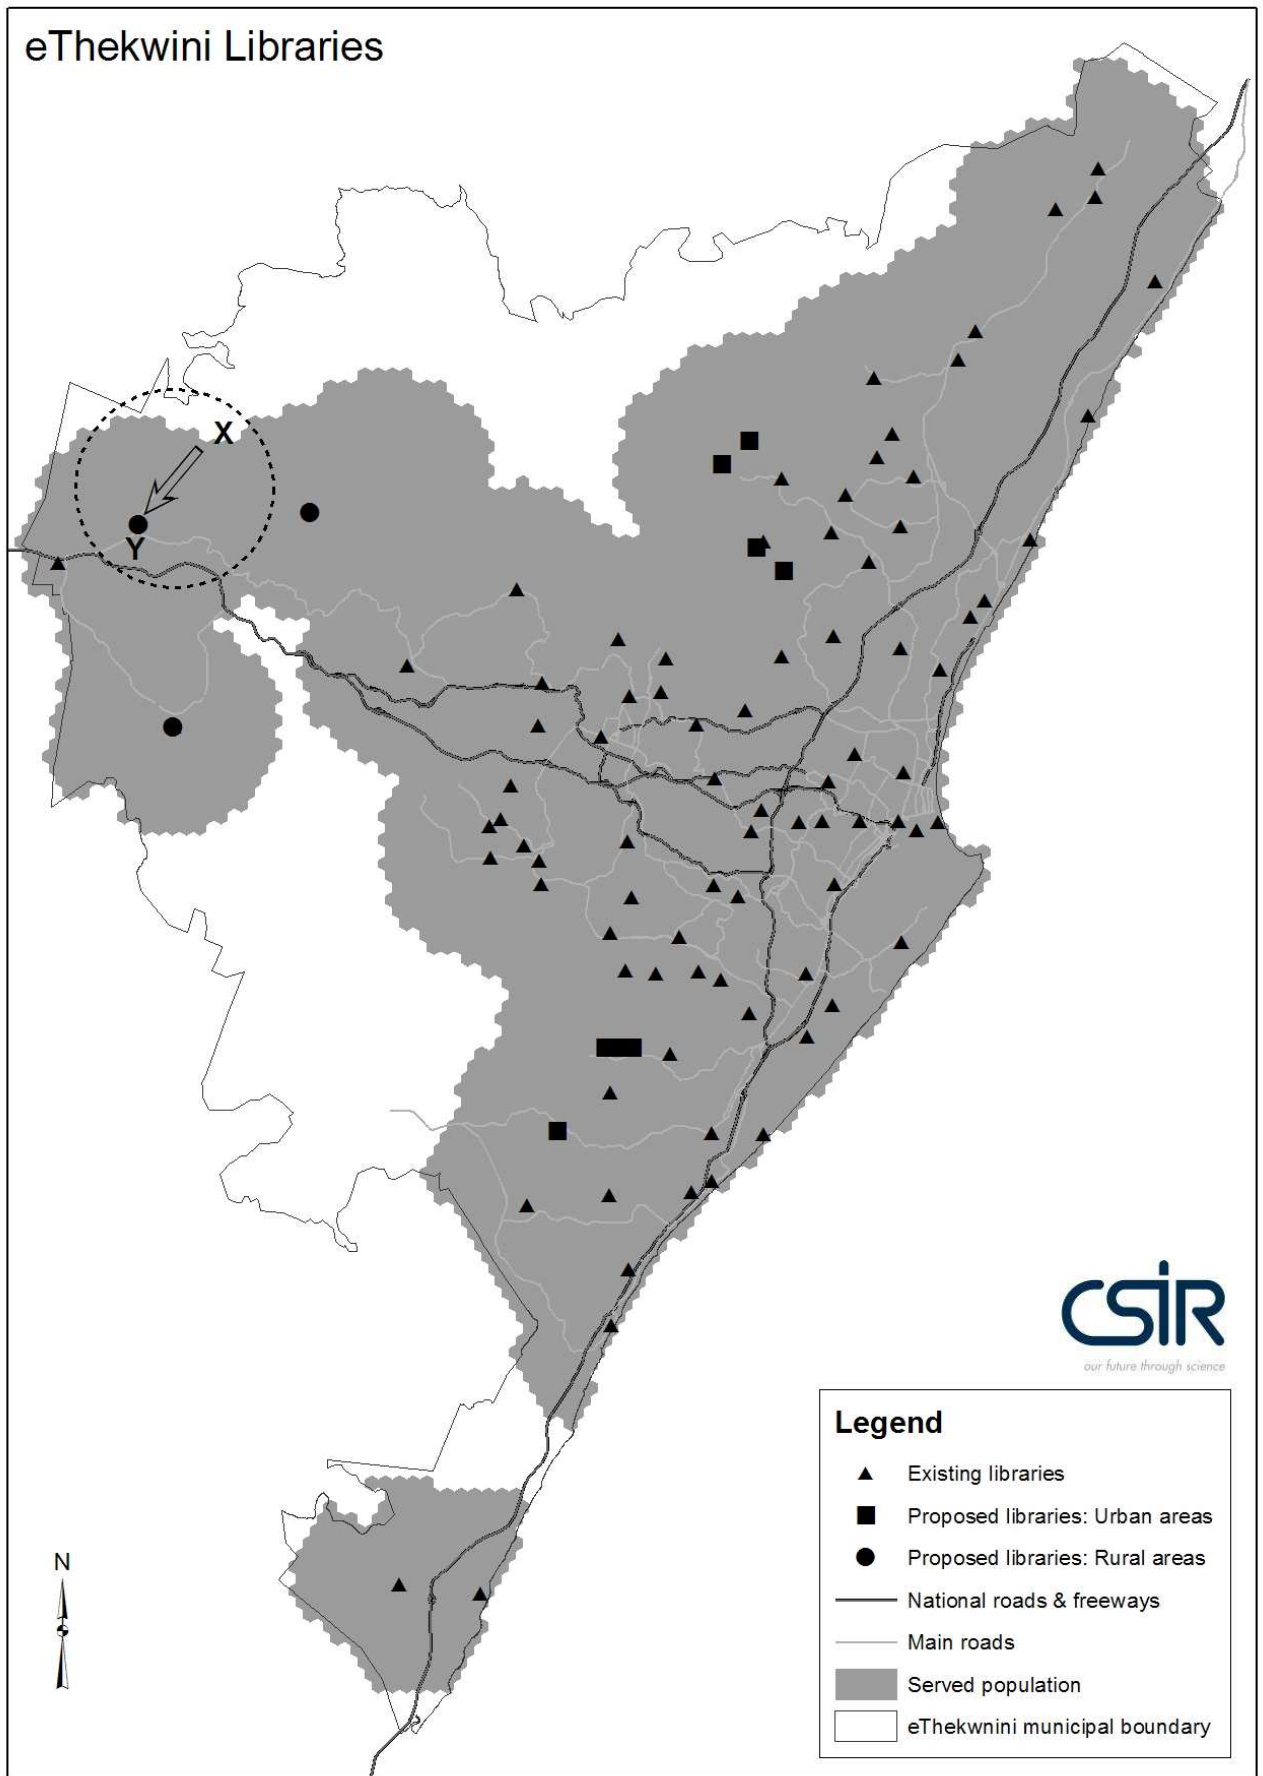 eThekwini Libraries
X
Y
CSIR
our future through science
Legend
Existing libraries
Proposed libraries: Urban areas
Proposed libraries: Rural areas
National roads & freeways
Main roads
Served population
eThekwnini municipal boundary
N